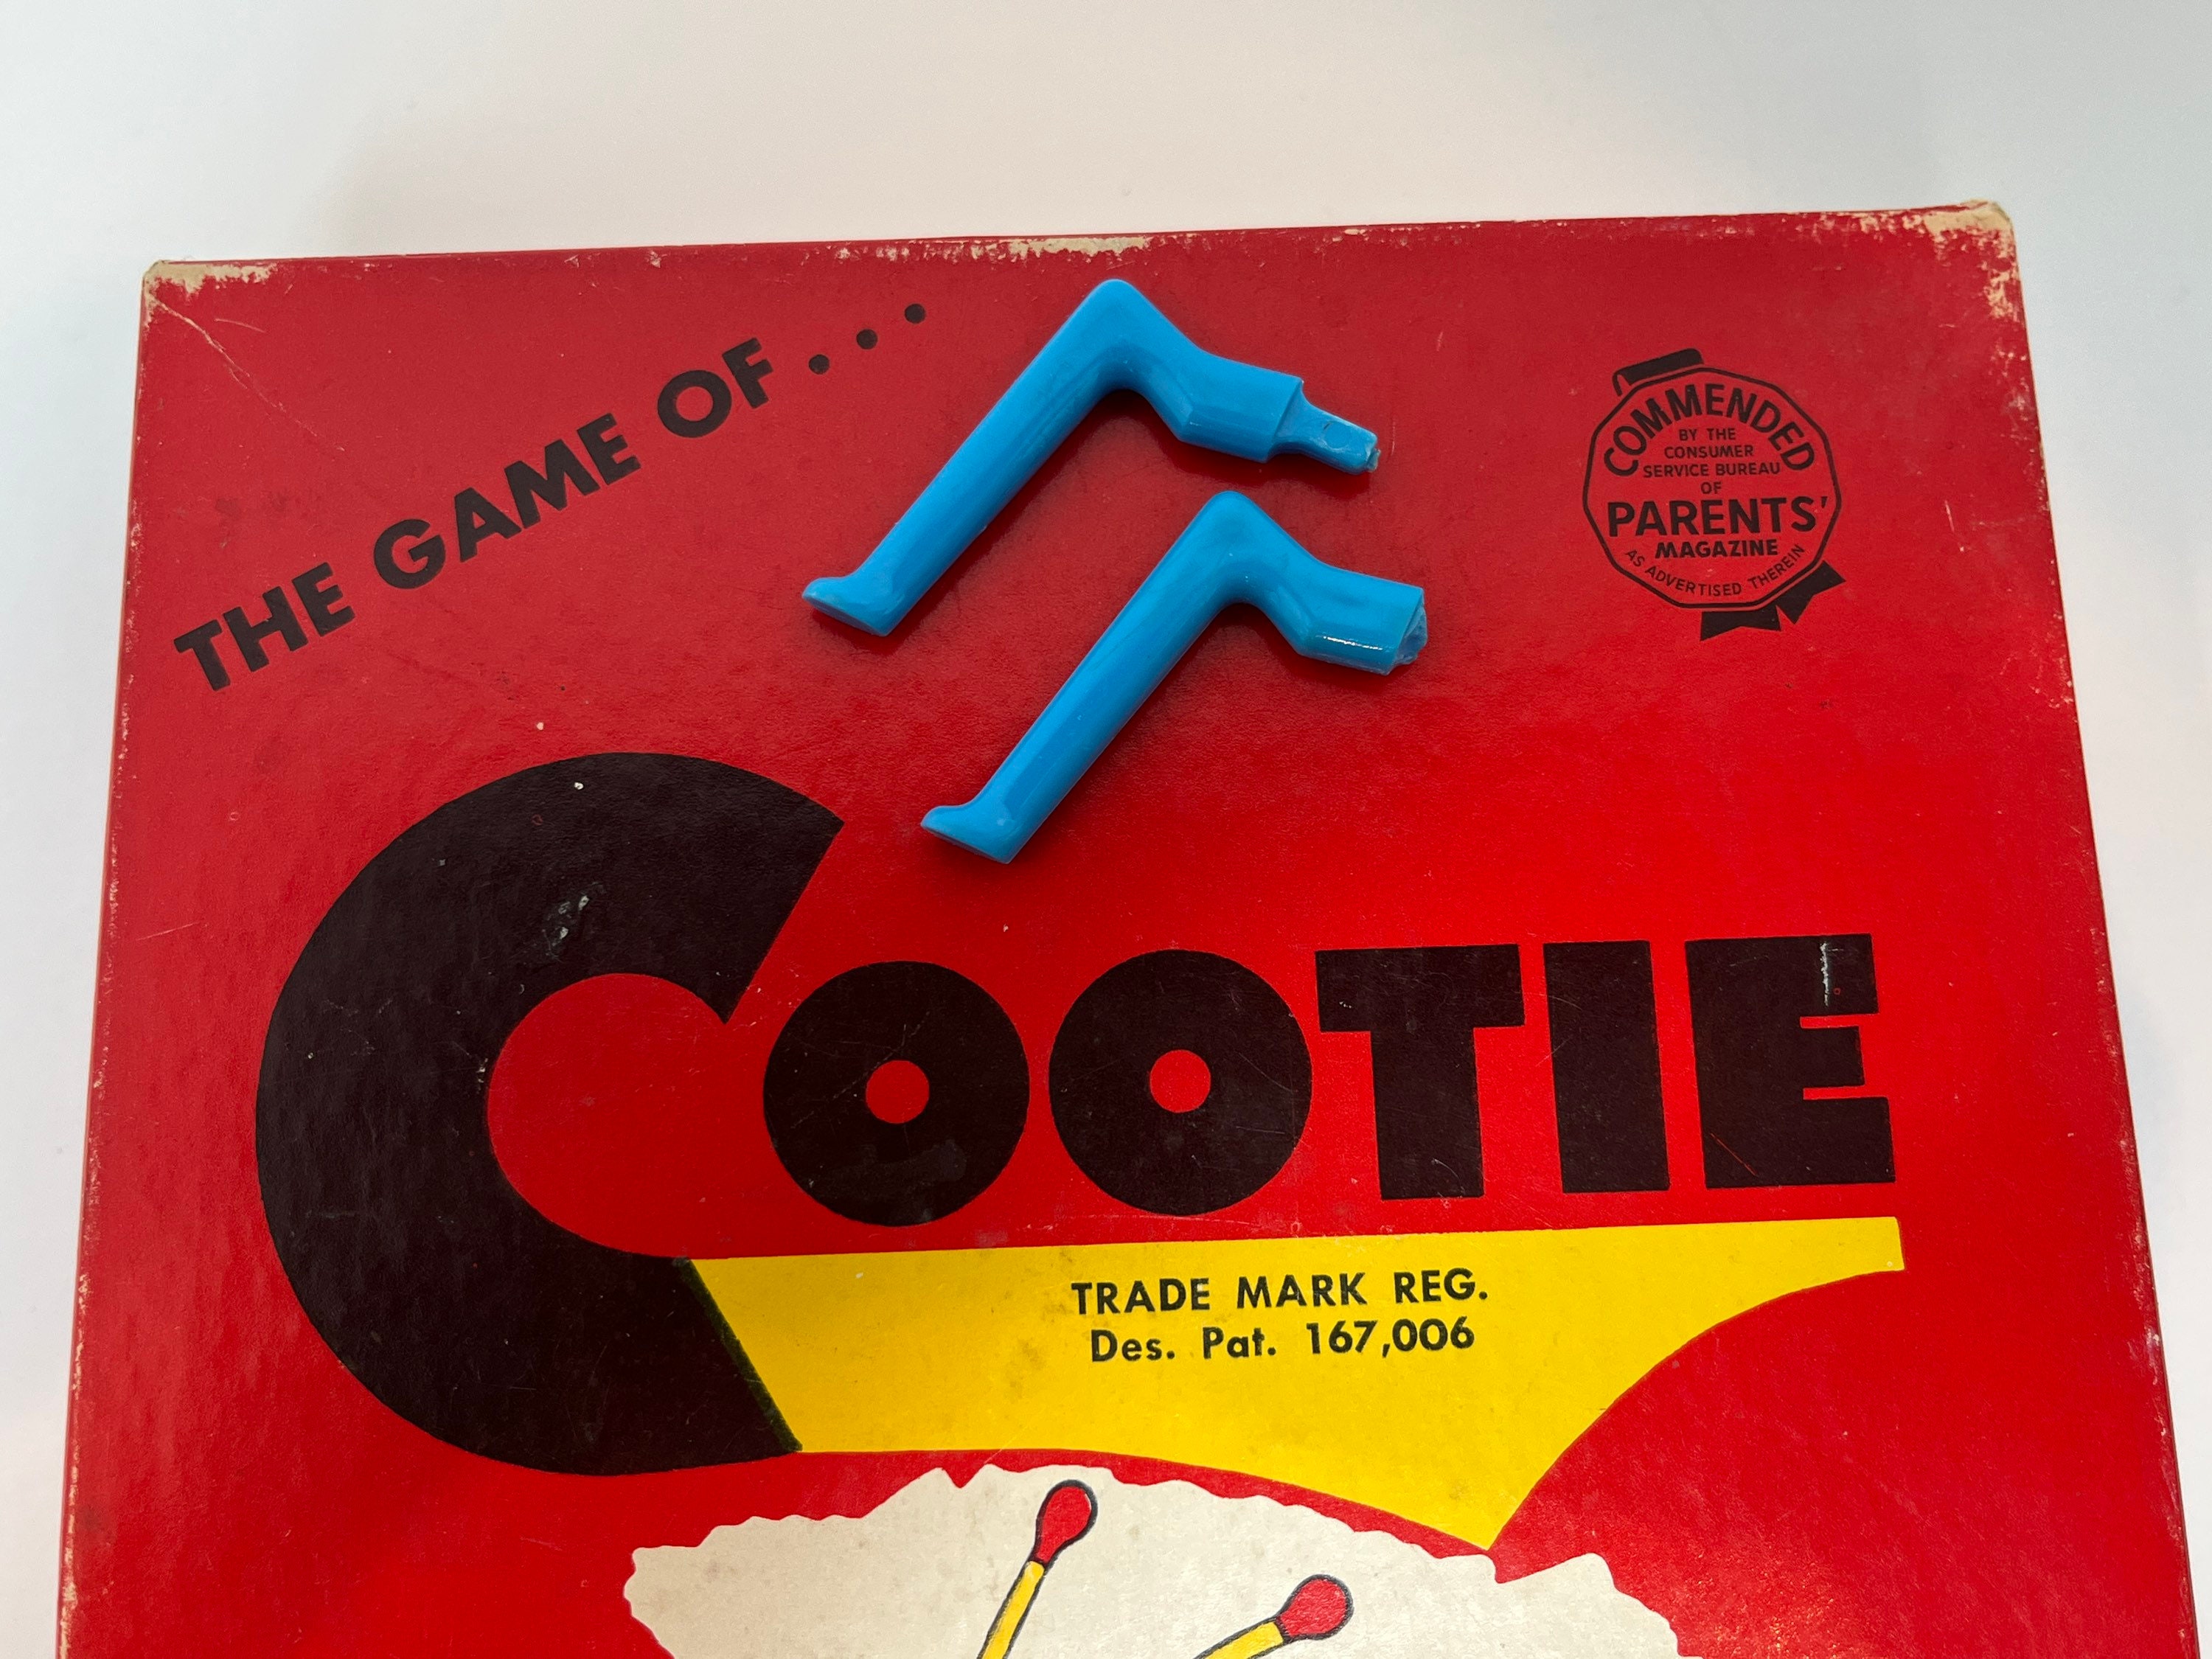 THE GAME OF...
COMMENDED
BY THE
CONSUMER
SERVICE BUREAU
OF
PARENTS'
MAGAZINE
AS ADVERTISED THEREIN
COOTIE
TRADE MARK REG.
Des. Pat. 167,006